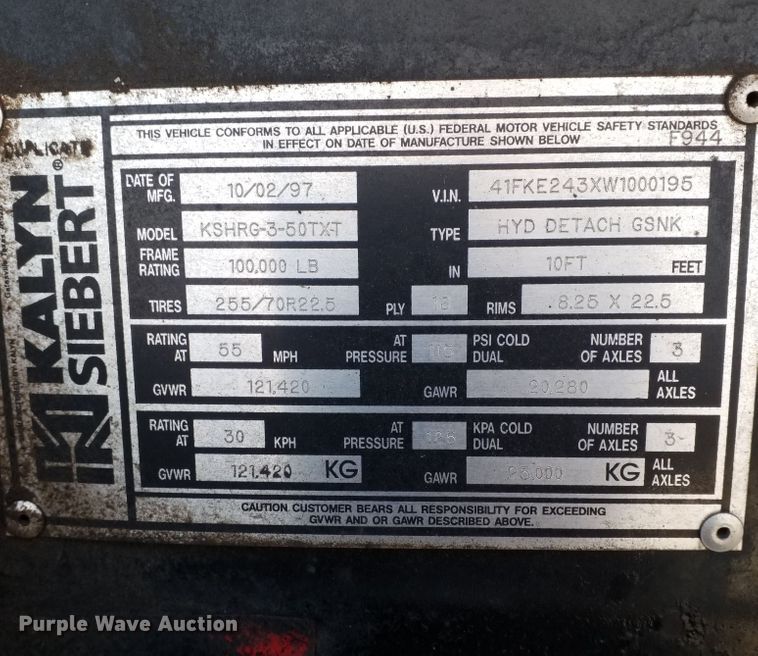 THIS VEHICLE CONFORMS TO ALL APPLICABLE (U.S.) FEDERAL MOTOR VEHICLE SAFETY STANDARDS
IN EFFECT ON DATE OF MANUFACTURE SHOWN BELOW
F944
DUPLICATE
KALYN
SIEBERT®
DATE OF MFG. 10/02/97 V.I.N. 41FKE243XW1000195
MODEL KSHRG-3-50TX-T TYPE HYD DETACH GSNK
FRAME RATING 100,000 LB IN 10FT FEET
TIRES 255/70R22.5 PLY RIMS 8.25 X 22.5
RATING AT 55 MPH AT PRESSURE 115 PSI COLD DUAL NUMBER OF AXLES 3
GVWR 121,420 GAWR 20,280 ALL AXLES
RATING AT 30 KPH AT PRESSURE KPA COLD DUAL NUMBER OF AXLES 3
GVWR 121,420 KG GAWR KG ALL AXLES
CAUTION CUSTOMER BEARS ALL RESPONSIBILITY FOR EXCEEDING
GVWR AND OR GAWR DESCRIBED ABOVE.
Purple Wave Auction